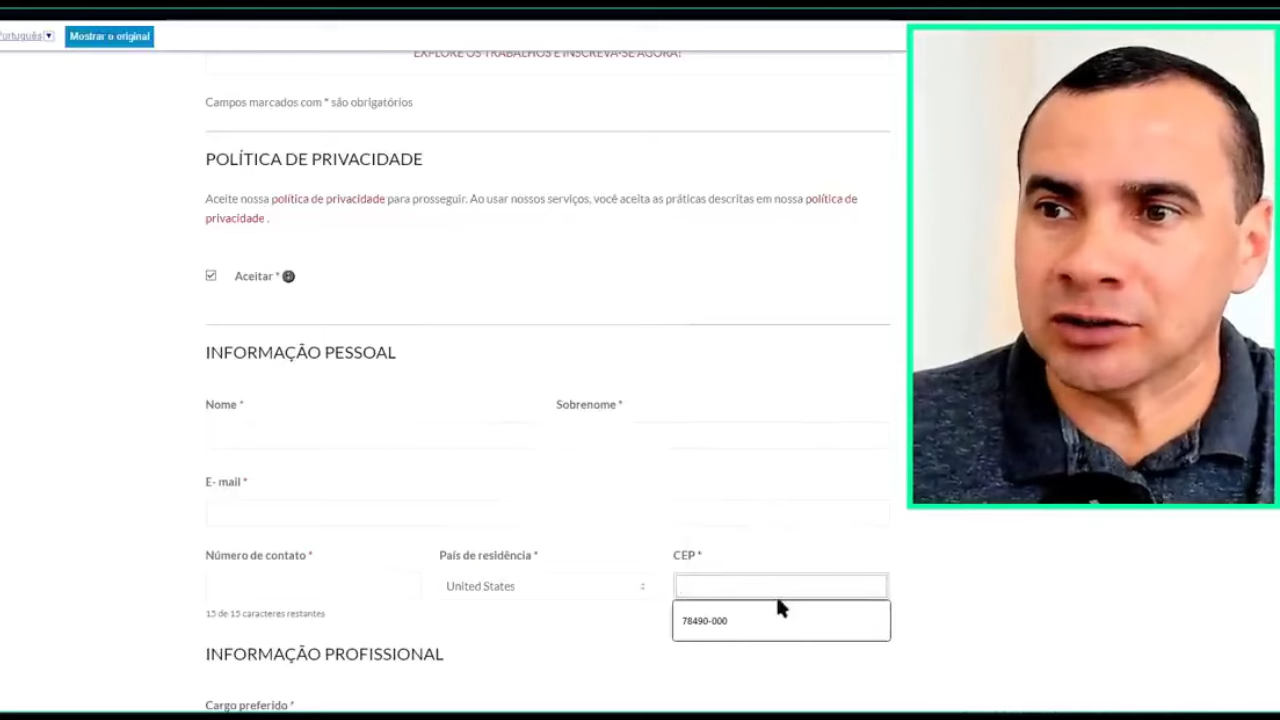 Português
Mostrar o original
EXPLORE OS TRABALHOS E INSCREVA-SE AGORA!
Campos marcados com * são obrigatórios
POLÍTICA DE PRIVACIDADE
Aceite nossa política de privacidade para prosseguir. Ao usar nossos serviços, você aceita as práticas descritas em nossa política de
privacidade .
Aceitar *
INFORMAÇÃO PESSOAL
Nome *
Sobrenome *
E- mail *
Número de contato *
País de residência *
CEP *
United States
15 de 15 caracteres restantes
78490-000
INFORMAÇÃO PROFISSIONAL
Cargo preferido *